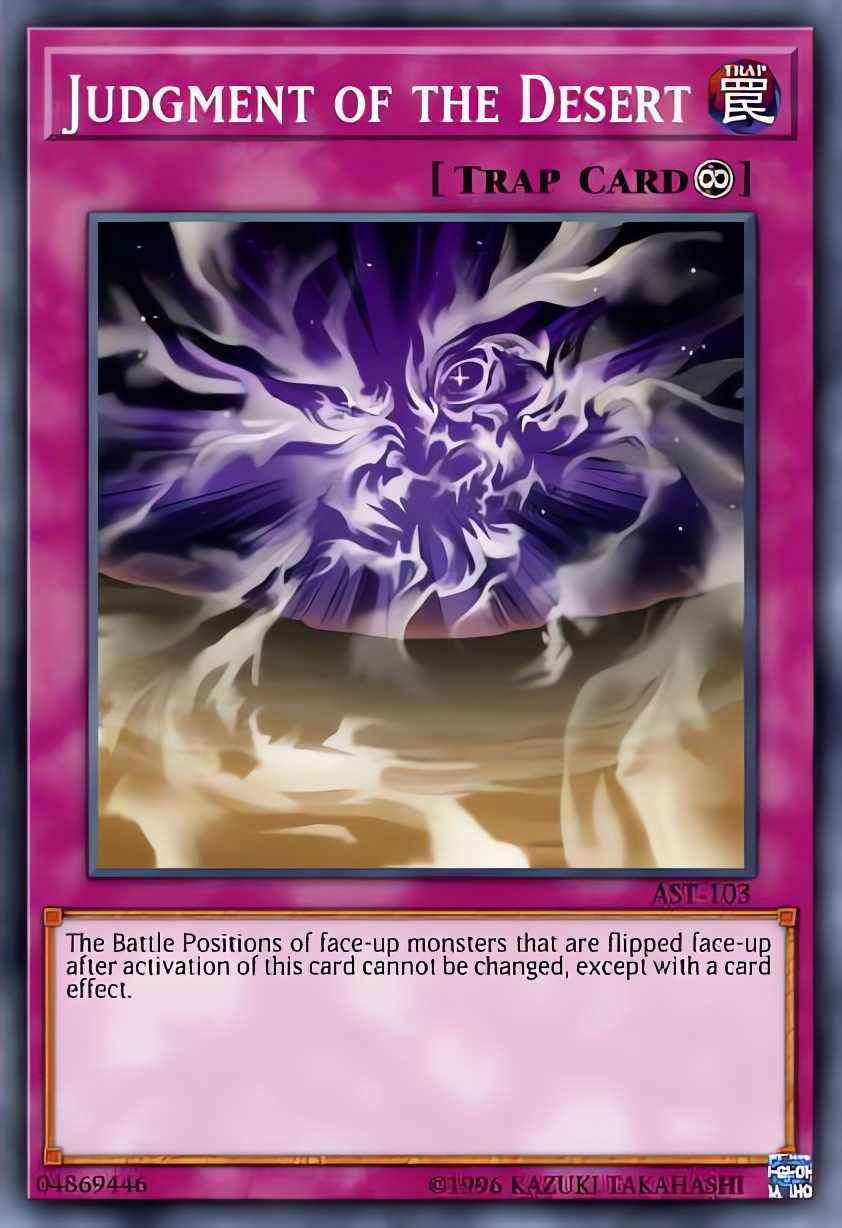 JUDGMENT OF THE DESERT
TRAP
罠
[TRAP CARD∞]
AST-103
The Battle Positions of face-up monsters that are flipped face-up
after activation of this card cannot be changed, except with a card
effect.
04869446
©1996 KAZUKI TAKAHASHI